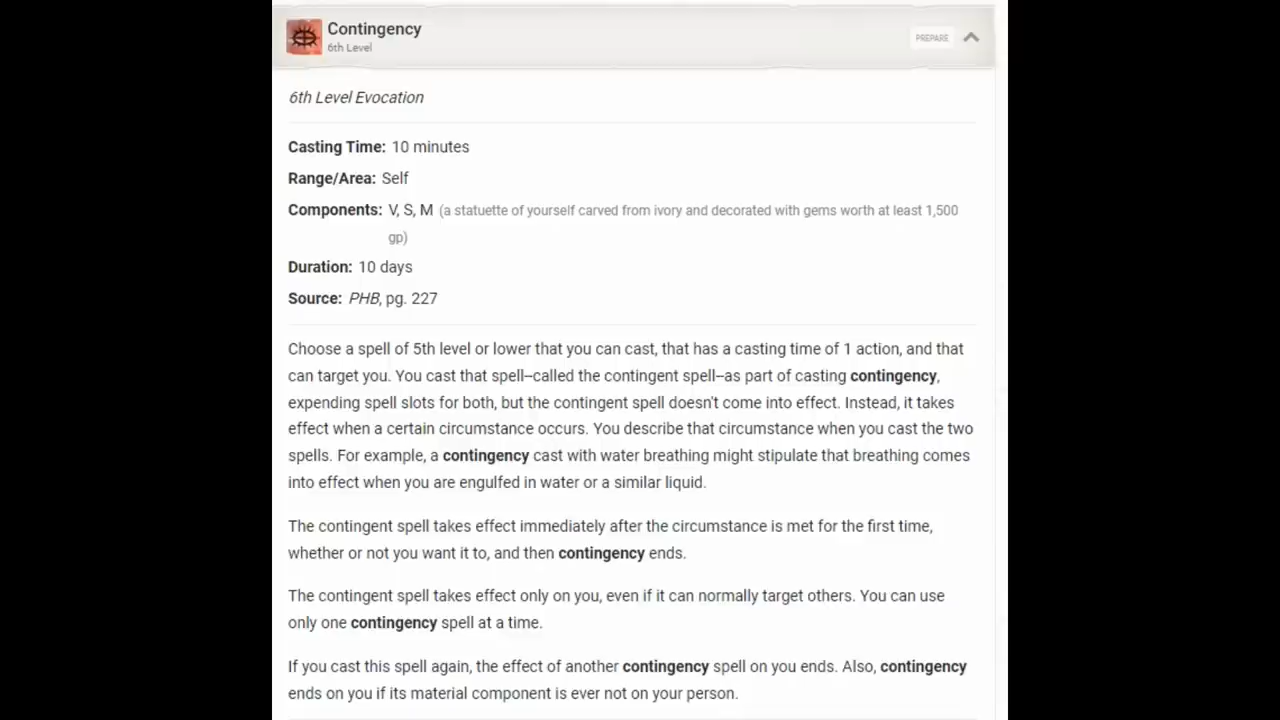 Contingency
6th Level
PREPARE
6th Level Evocation
Casting Time: 10 minutes
Range/Area: Self
Components: V, S, M (a statuette of yourself carved from ivory and decorated with gems worth at least 1,500
gp)
Duration: 10 days
Source: PHB, pg. 227
Choose a spell of 5th level or lower that you can cast, that has a casting time of 1 action, and that
can target you. You cast that spell–called the contingent spell–as part of casting contingency,
expending spell slots for both, but the contingent spell doesn't come into effect. Instead, it takes
effect when a certain circumstance occurs. You describe that circumstance when you cast the two
spells. For example, a contingency cast with water breathing might stipulate that breathing comes
into effect when you are engulfed in water or a similar liquid.
The contingent spell takes effect immediately after the circumstance is met for the first time,
whether or not you want it to, and then contingency ends.
The contingent spell takes effect only on you, even if it can normally target others. You can use
only one contingency spell at a time.
If you cast this spell again, the effect of another contingency spell on you ends. Also, contingency
ends on you if its material component is ever not on your person.